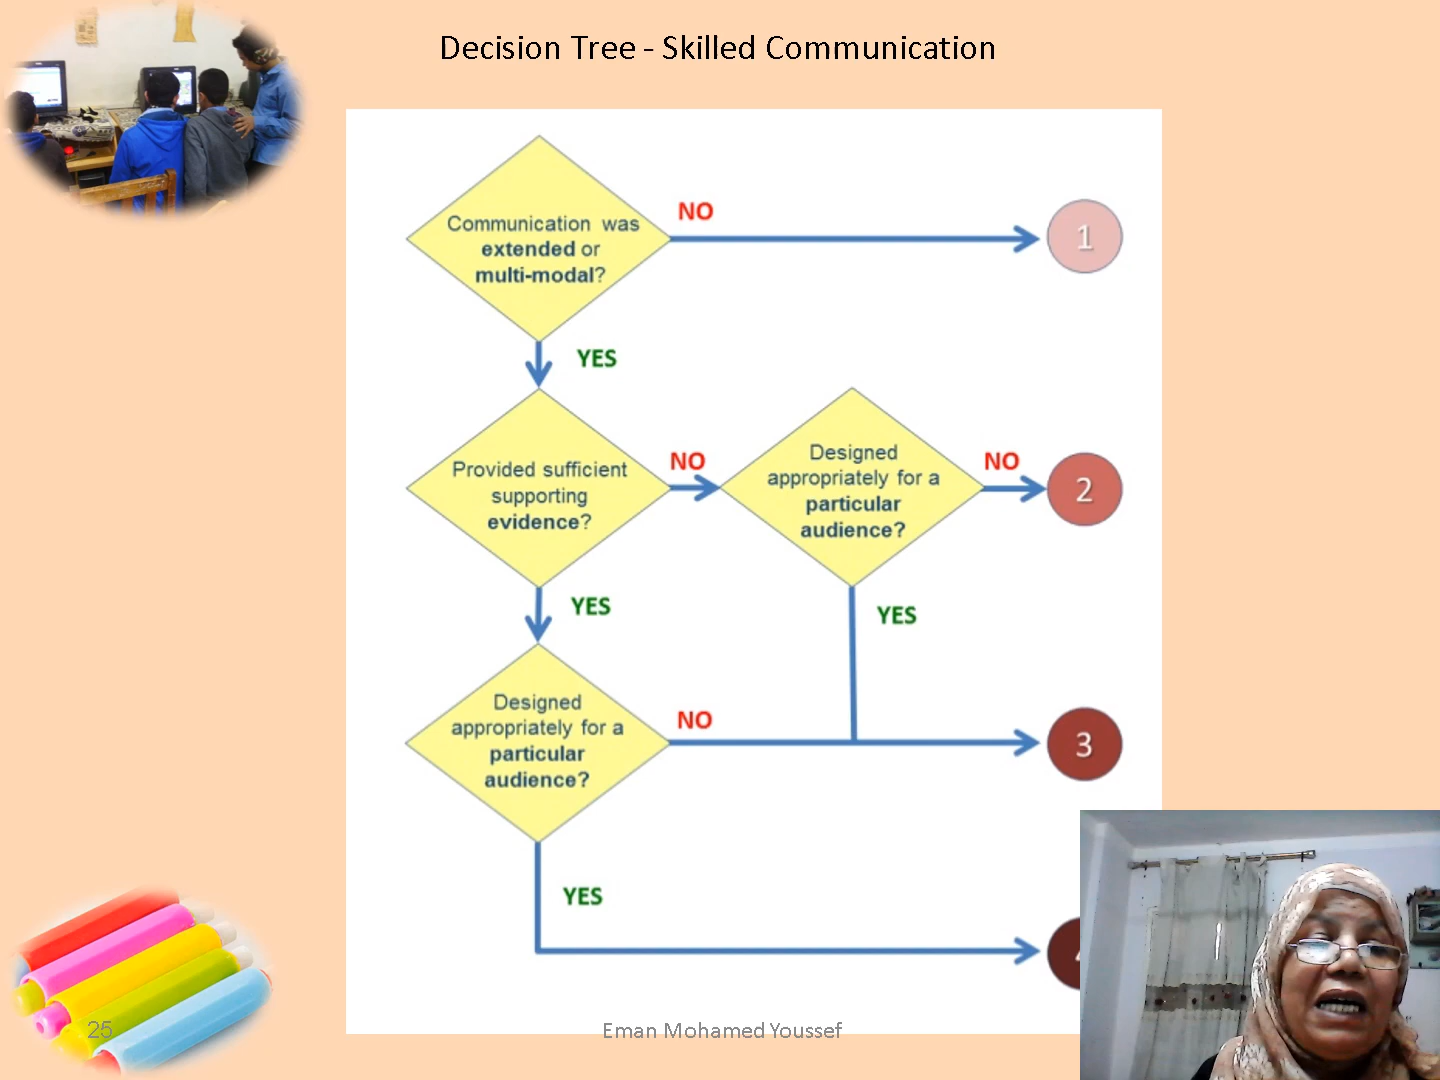 Decision Tree - Skilled Communication
Communication was
extended or
multi-modal?
NO
1
YES
Provided sufficient
supporting
evidence?
NO
Designed
appropriately for a
particular
audience?
NO
2
YES
YES
Designed
appropriately for a
particular
audience?
NO
3
YES
25
Eman Mohamed Youssef